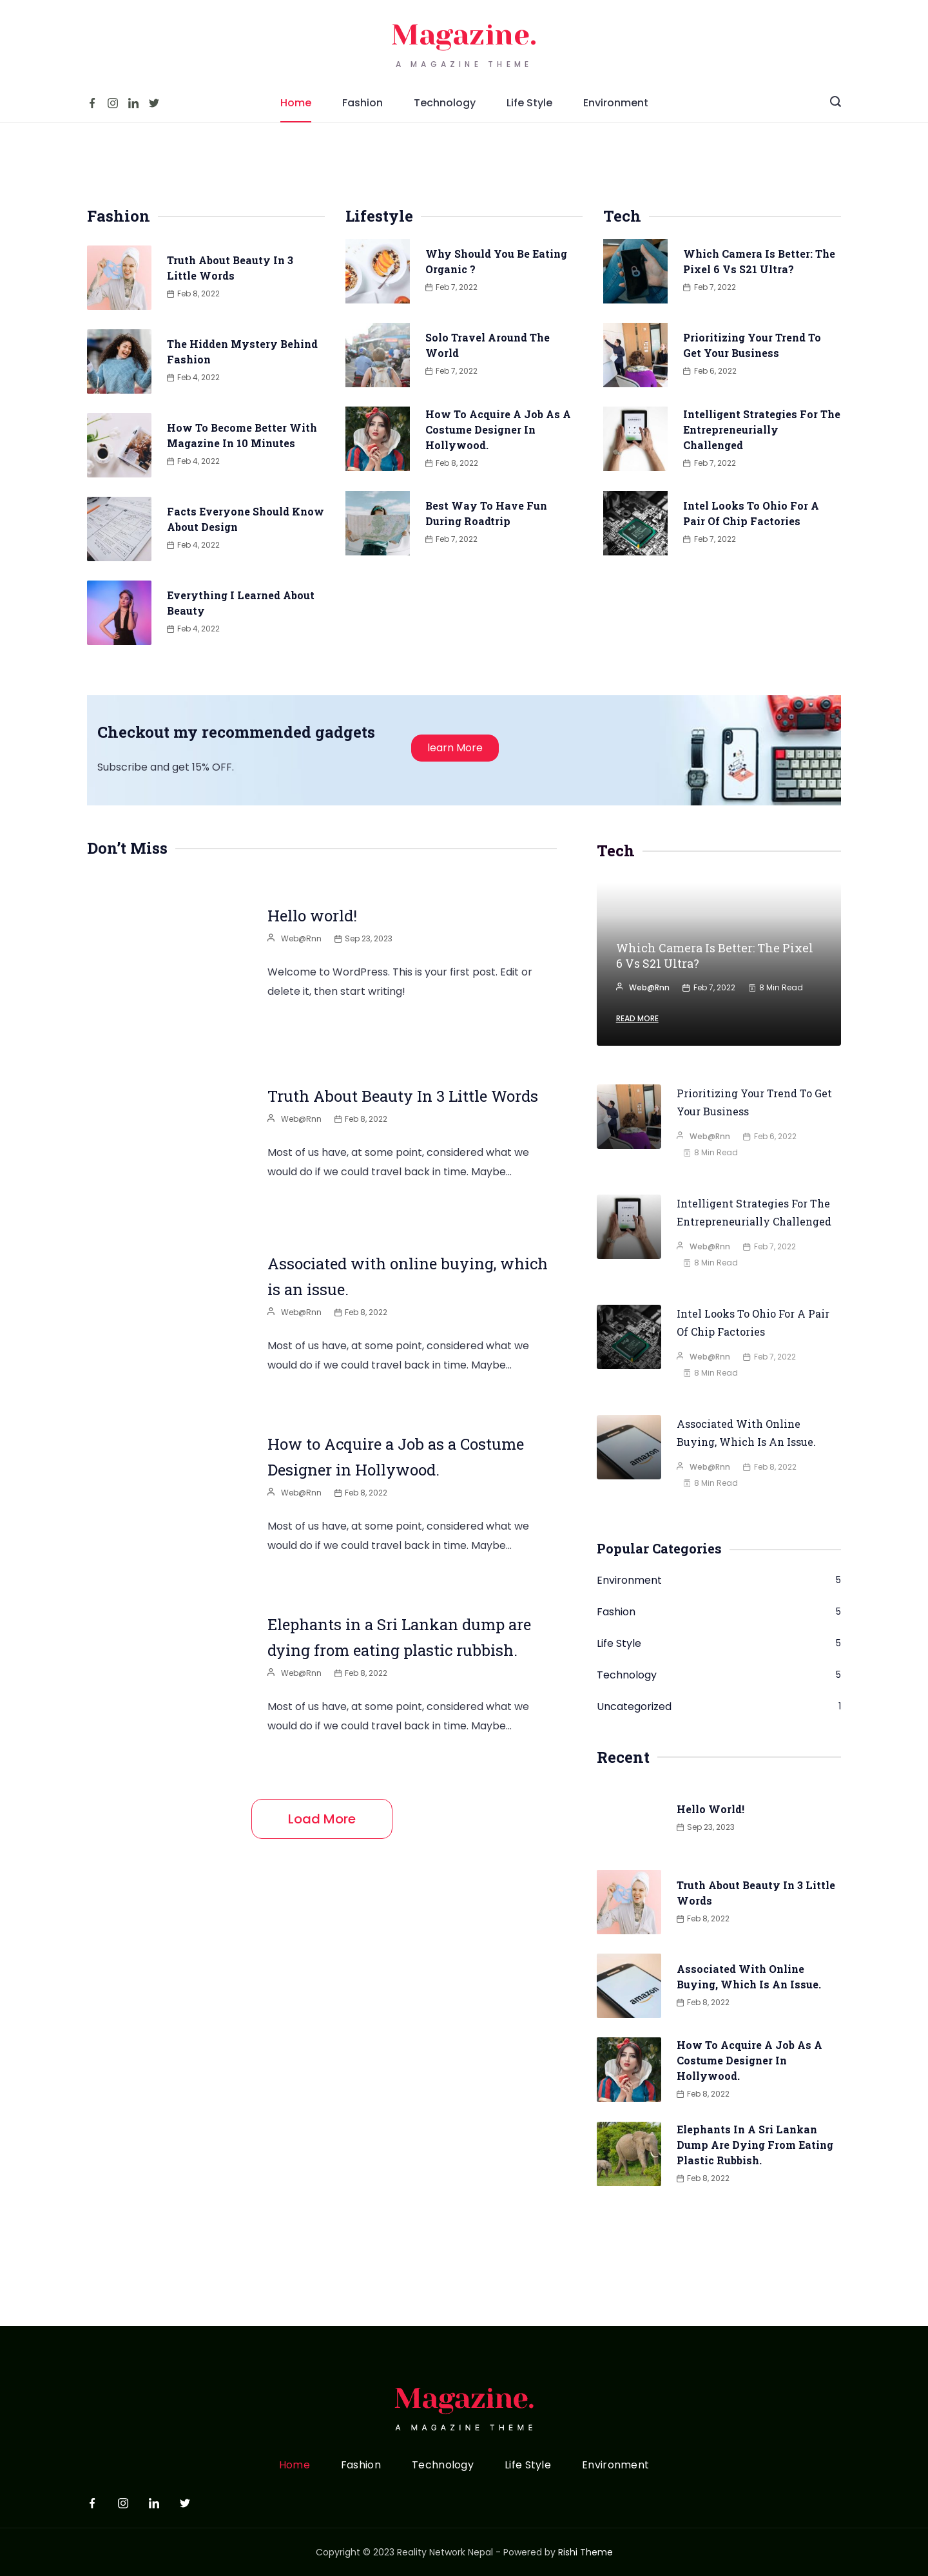 Magazine.
A MAGAZINE THEME
Home
Fashion
Technology
Life Style
Environment
Fashion
Truth About Beauty In 3
Little Words
Feb 8, 2022
The Hidden Mystery Behind
Fashion
Feb 4, 2022
How To Become Better With
Magazine In 10 Minutes
Feb 4, 2022
Facts Everyone Should Know
About Design
Feb 4, 2022
Everything I Learned About
Beauty
Feb 4, 2022
Lifestyle
Why Should You Be Eating
Organic ?
Feb 7, 2022
Solo Travel Around The
World
Feb 7, 2022
How To Acquire A Job As A
Costume Designer In
Hollywood.
Feb 8, 2022
Best Way To Have Fun
During Roadtrip
Feb 7, 2022
Tech
Which Camera Is Better: The
Pixel 6 Vs S21 Ultra?
Feb 7, 2022
Prioritizing Your Trend To
Get Your Business
Feb 6, 2022
Intelligent Strategies For The
Entrepreneurially
Challenged
Feb 7, 2022
Intel Looks To Ohio For A
Pair Of Chip Factories
Feb 7, 2022
Checkout my recommended gadgets
Subscribe and get 15% OFF.
learn More
Don’t Miss
Hello world!
Web@Rnn Sep 23, 2023
Welcome to WordPress. This is your first post. Edit or
delete it, then start writing!
Truth About Beauty In 3 Little Words
Web@Rnn Feb 8, 2022
Most of us have, at some point, considered what we
would do if we could travel back in time. Maybe…
Associated with online buying, which
is an issue.
Web@Rnn Feb 8, 2022
Most of us have, at some point, considered what we
would do if we could travel back in time. Maybe…
How to Acquire a Job as a Costume
Designer in Hollywood.
Web@Rnn Feb 8, 2022
Most of us have, at some point, considered what we
would do if we could travel back in time. Maybe…
Elephants in a Sri Lankan dump are
dying from eating plastic rubbish.
Web@Rnn Feb 8, 2022
Most of us have, at some point, considered what we
would do if we could travel back in time. Maybe…
Load More
Tech
Which Camera Is Better: The Pixel
6 Vs S21 Ultra?
Web@Rnn Feb 7, 2022 8 Min Read
READ MORE
Prioritizing Your Trend To Get
Your Business
Web@Rnn Feb 6, 2022
8 Min Read
Intelligent Strategies For The
Entrepreneurially Challenged
Web@Rnn Feb 7, 2022
8 Min Read
Intel Looks To Ohio For A Pair
Of Chip Factories
Web@Rnn Feb 7, 2022
8 Min Read
amazon
Associated With Online
Buying, Which Is An Issue.
Web@Rnn Feb 8, 2022
8 Min Read
Popular Categories
Environment 5
Fashion 5
Life Style 5
Technology 5
Uncategorized 1
Recent
Hello World!
Sep 23, 2023
Truth About Beauty In 3 Little
Words
Feb 8, 2022
amazon
Associated With Online
Buying, Which Is An Issue.
Feb 8, 2022
How To Acquire A Job As A
Costume Designer In
Hollywood.
Feb 8, 2022
Elephants In A Sri Lankan
Dump Are Dying From Eating
Plastic Rubbish.
Feb 8, 2022
Magazine.
A MAGAZINE THEME
Home
Fashion
Technology
Life Style
Environment
Copyright © 2023 Reality Network Nepal - Powered by Rishi Theme